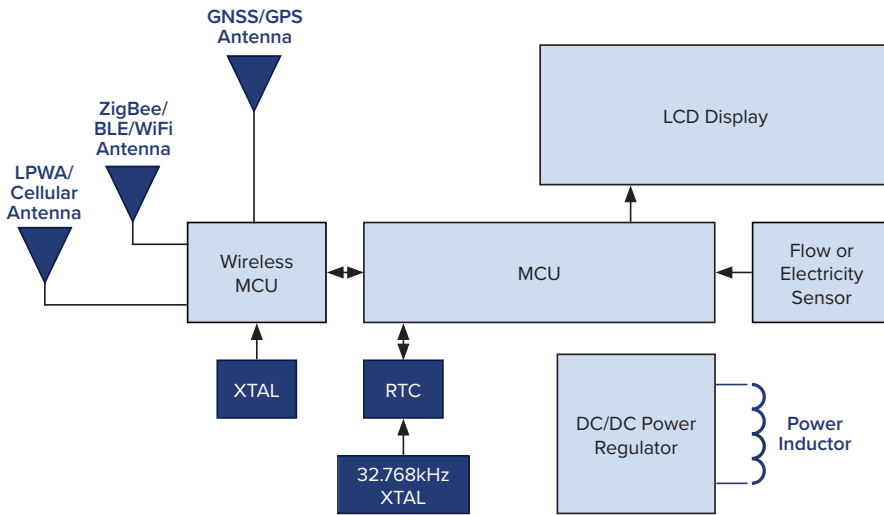 GNSS/GPS
Antenna
ZigBee/
BLE/WiFi
Antenna
LPWA/
Cellular
Antenna
LCD Display
Wireless
MCU
MCU
Flow or
Electricity
Sensor
XTAL
RTC
32.768kHz
XTAL
DC/DC Power
Regulator
Power
Inductor